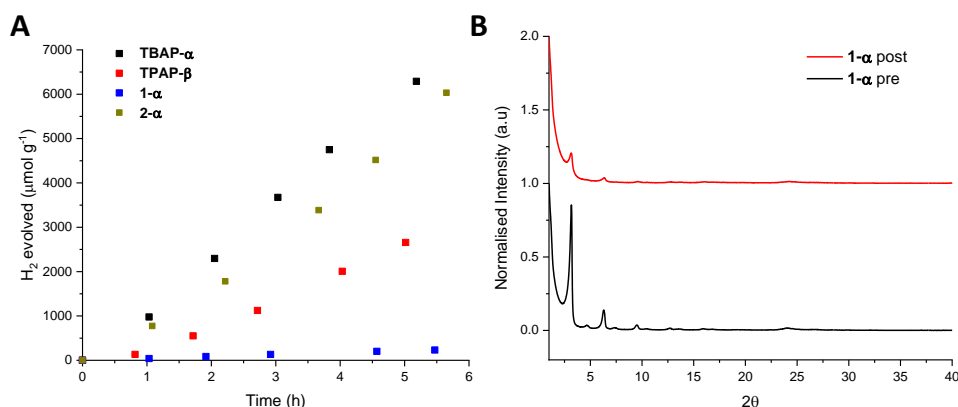 A
7000
6000
5000
4000
3000
2000
1000
0
H₂ evolved (μmol g⁻¹)
TBAP-α
TPAP-β
1-α
2-α
0 1 2 3 4 5 6
Time (h)
B
2.0
1.5
1.0
0.5
0.0
Normalised Intensity (a.u)
1-α post
1-α pre
5 10 15 20 25 30 35 40
2θ